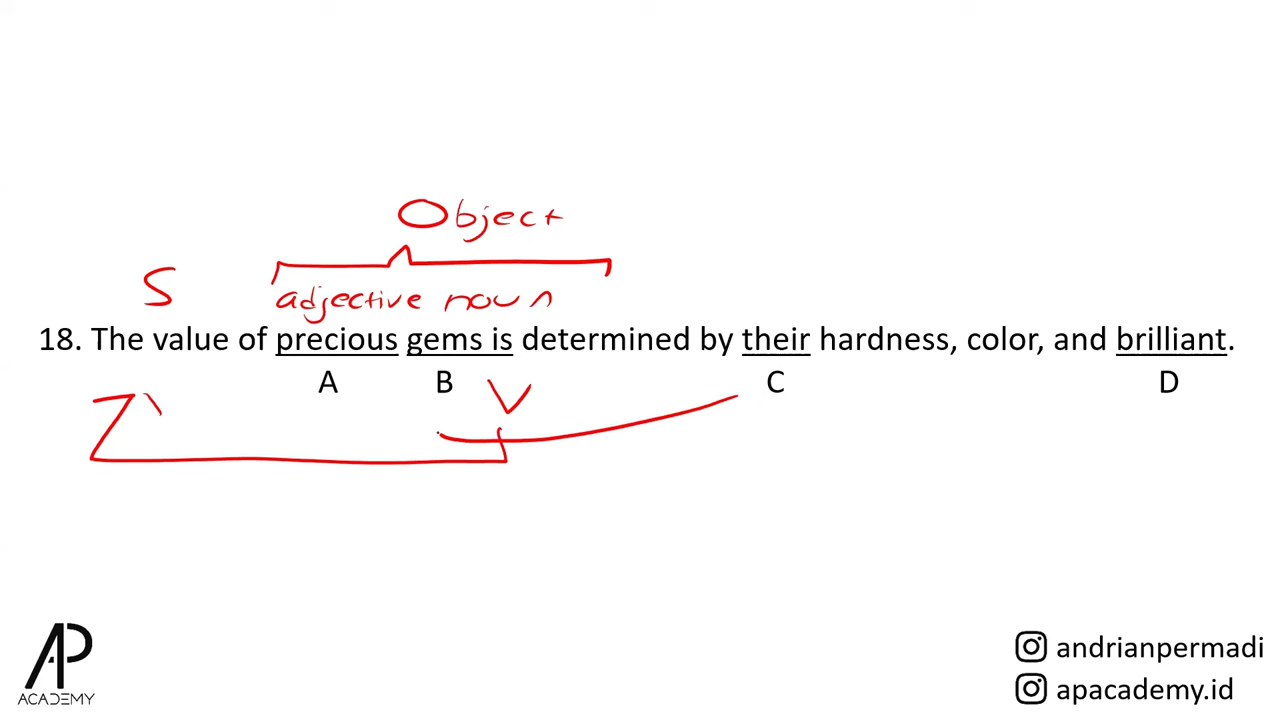 Object
S
adjective noun
18. The value of precious gems is determined by their hardness, color, and brilliant.
A B C D
V
AP
ACADEMY
andrianpermadi
apacademy.id